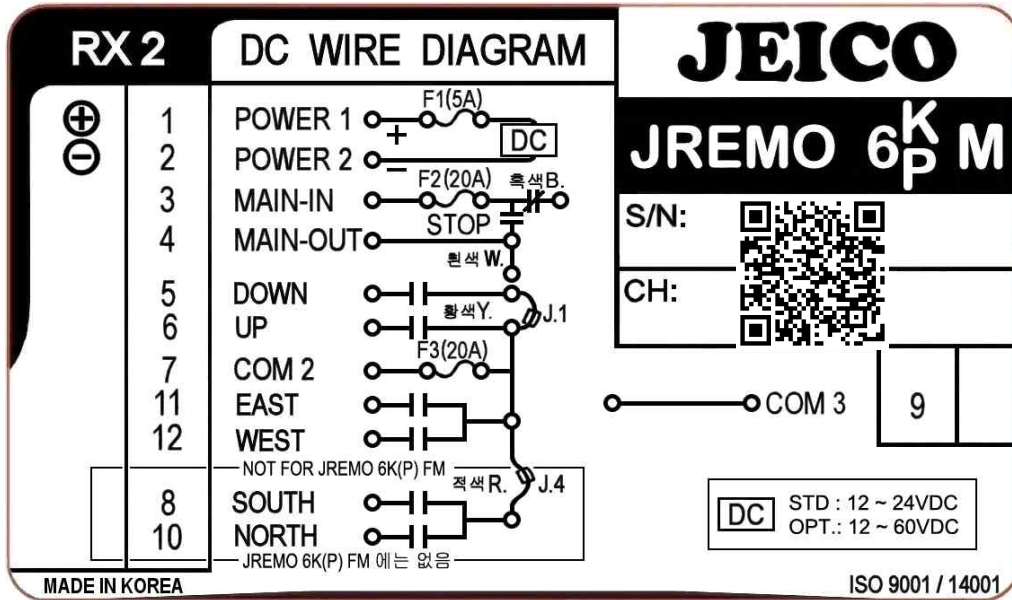 RX 2
DC WIRE DIAGRAM
JEICO
JREMO 6 K P M
S/N:
CH:
⊕ 1 POWER 1 + F1(5A)
⊖ 2 POWER 2 − DC
3 MAIN-IN F2(20A) 흑색B.
STOP
4 MAIN-OUT
흰색 W.
5 DOWN
황색Y. J.1
6 UP
7 COM 2 F3(20A)
11 EAST
12 WEST
COM 3 9
NOT FOR JREMO 6K(P) FM
적색R. J.4
8 SOUTH
10 NORTH
JREMO 6K(P) FM 에는 없음
DC STD : 12 ~ 24VDC
OPT.: 12 ~ 60VDC
MADE IN KOREA
ISO 9001 / 14001